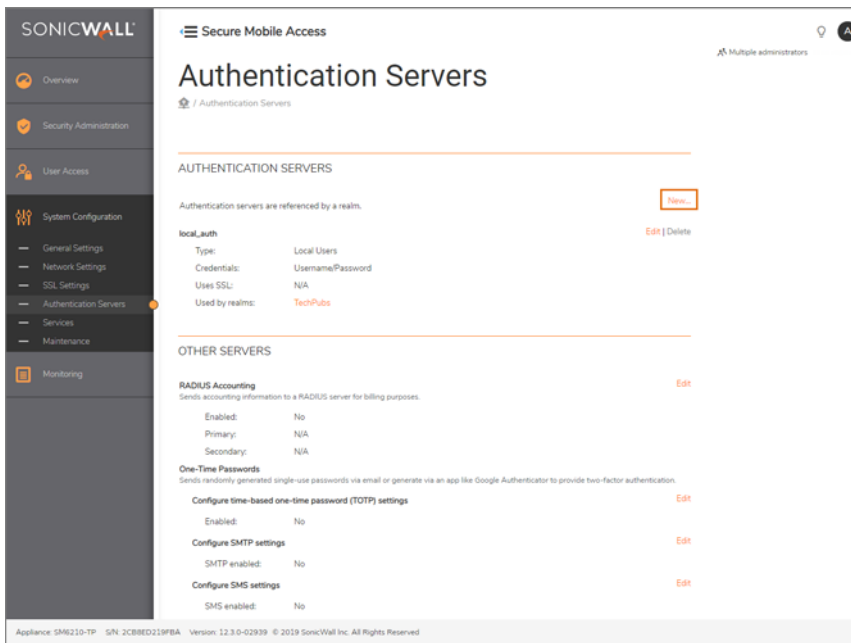 SONICWALL
Secure Mobile Access
A
Multiple administrators
Authentication Servers
/ Authentication Servers
Overview
Security Administration
User Access
System Configuration
General Settings
Network Settings
SSL Settings
Authentication Servers
Services
Maintenance
Monitoring
AUTHENTICATION SERVERS
Authentication servers are referenced by a realm.
New...
local_auth
Edit | Delete
Type: Local Users
Credentials: Username/Password
Uses SSL: N/A
Used by realms: TechPubs
OTHER SERVERS
RADIUS Accounting
Edit
Sends accounting information to a RADIUS server for billing purposes.
Enabled: No
Primary: N/A
Secondary: N/A
One-Time Passwords
Sends randomly generated single-use passwords via email or generate via an app like Google Authenticator to provide two-factor authentication.
Configure time-based one-time password (TOTP) settings
Edit
Enabled: No
Configure SMTP settings
Edit
SMTP enabled: No
Configure SMS settings
Edit
SMS enabled: No
Appliance: SM6210-TP S/N: 2CB8ED219FBA Version: 12.3.0-02939 © 2019 SonicWall Inc. All Rights Reserved